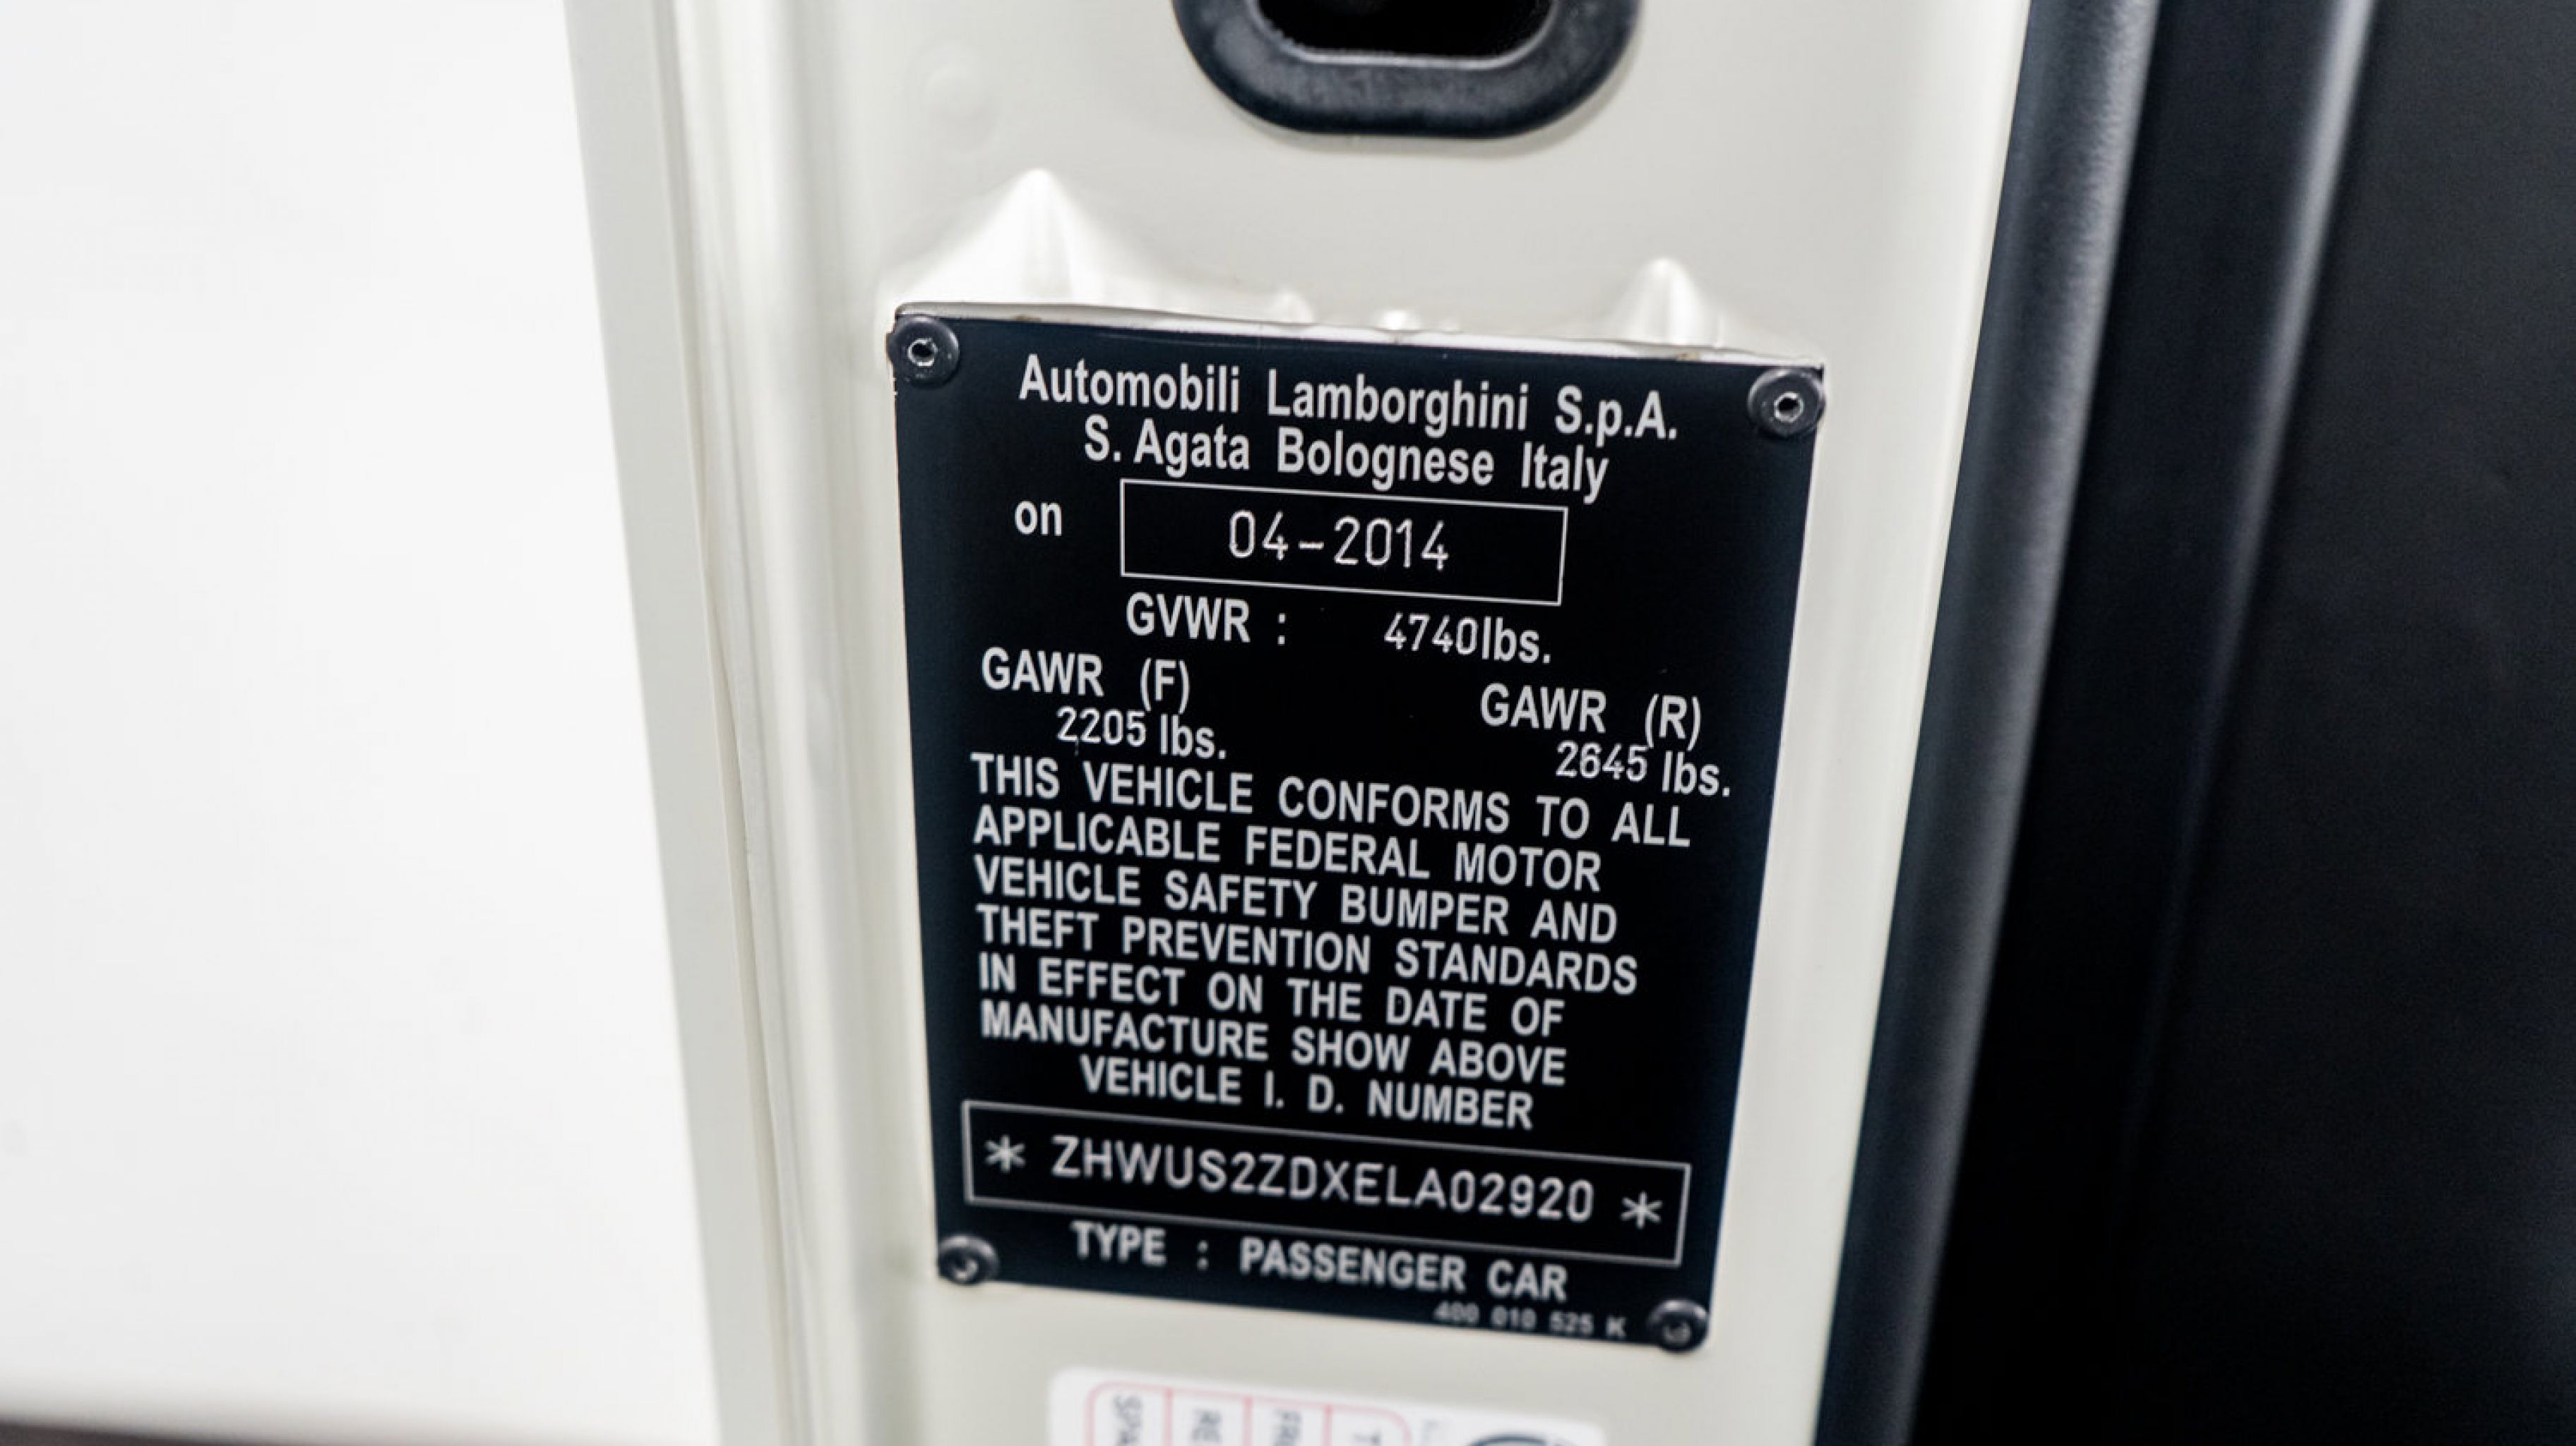 Automobili Lamborghini S.p.A.
S. Agata Bolognese Italy
on 04-2014
GVWR : 4740lbs.
GAWR (F) GAWR (R)
2205 lbs. 2645 lbs.
THIS VEHICLE CONFORMS TO ALL
APPLICABLE FEDERAL MOTOR
VEHICLE SAFETY BUMPER AND
THEFT PREVENTION STANDARDS
IN EFFECT ON THE DATE OF
MANUFACTURE SHOW ABOVE
VEHICLE I. D. NUMBER
* ZHWUS2ZDXELA02920 *
TYPE : PASSENGER CAR
400 010 525 K